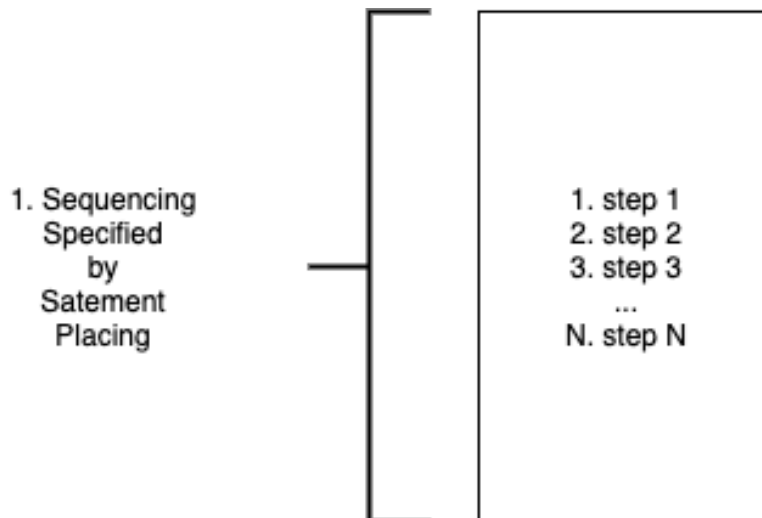 1. Sequencing
Specified
by
Satement
Placing
1. step 1
2. step 2
3. step 3
...
N. step N